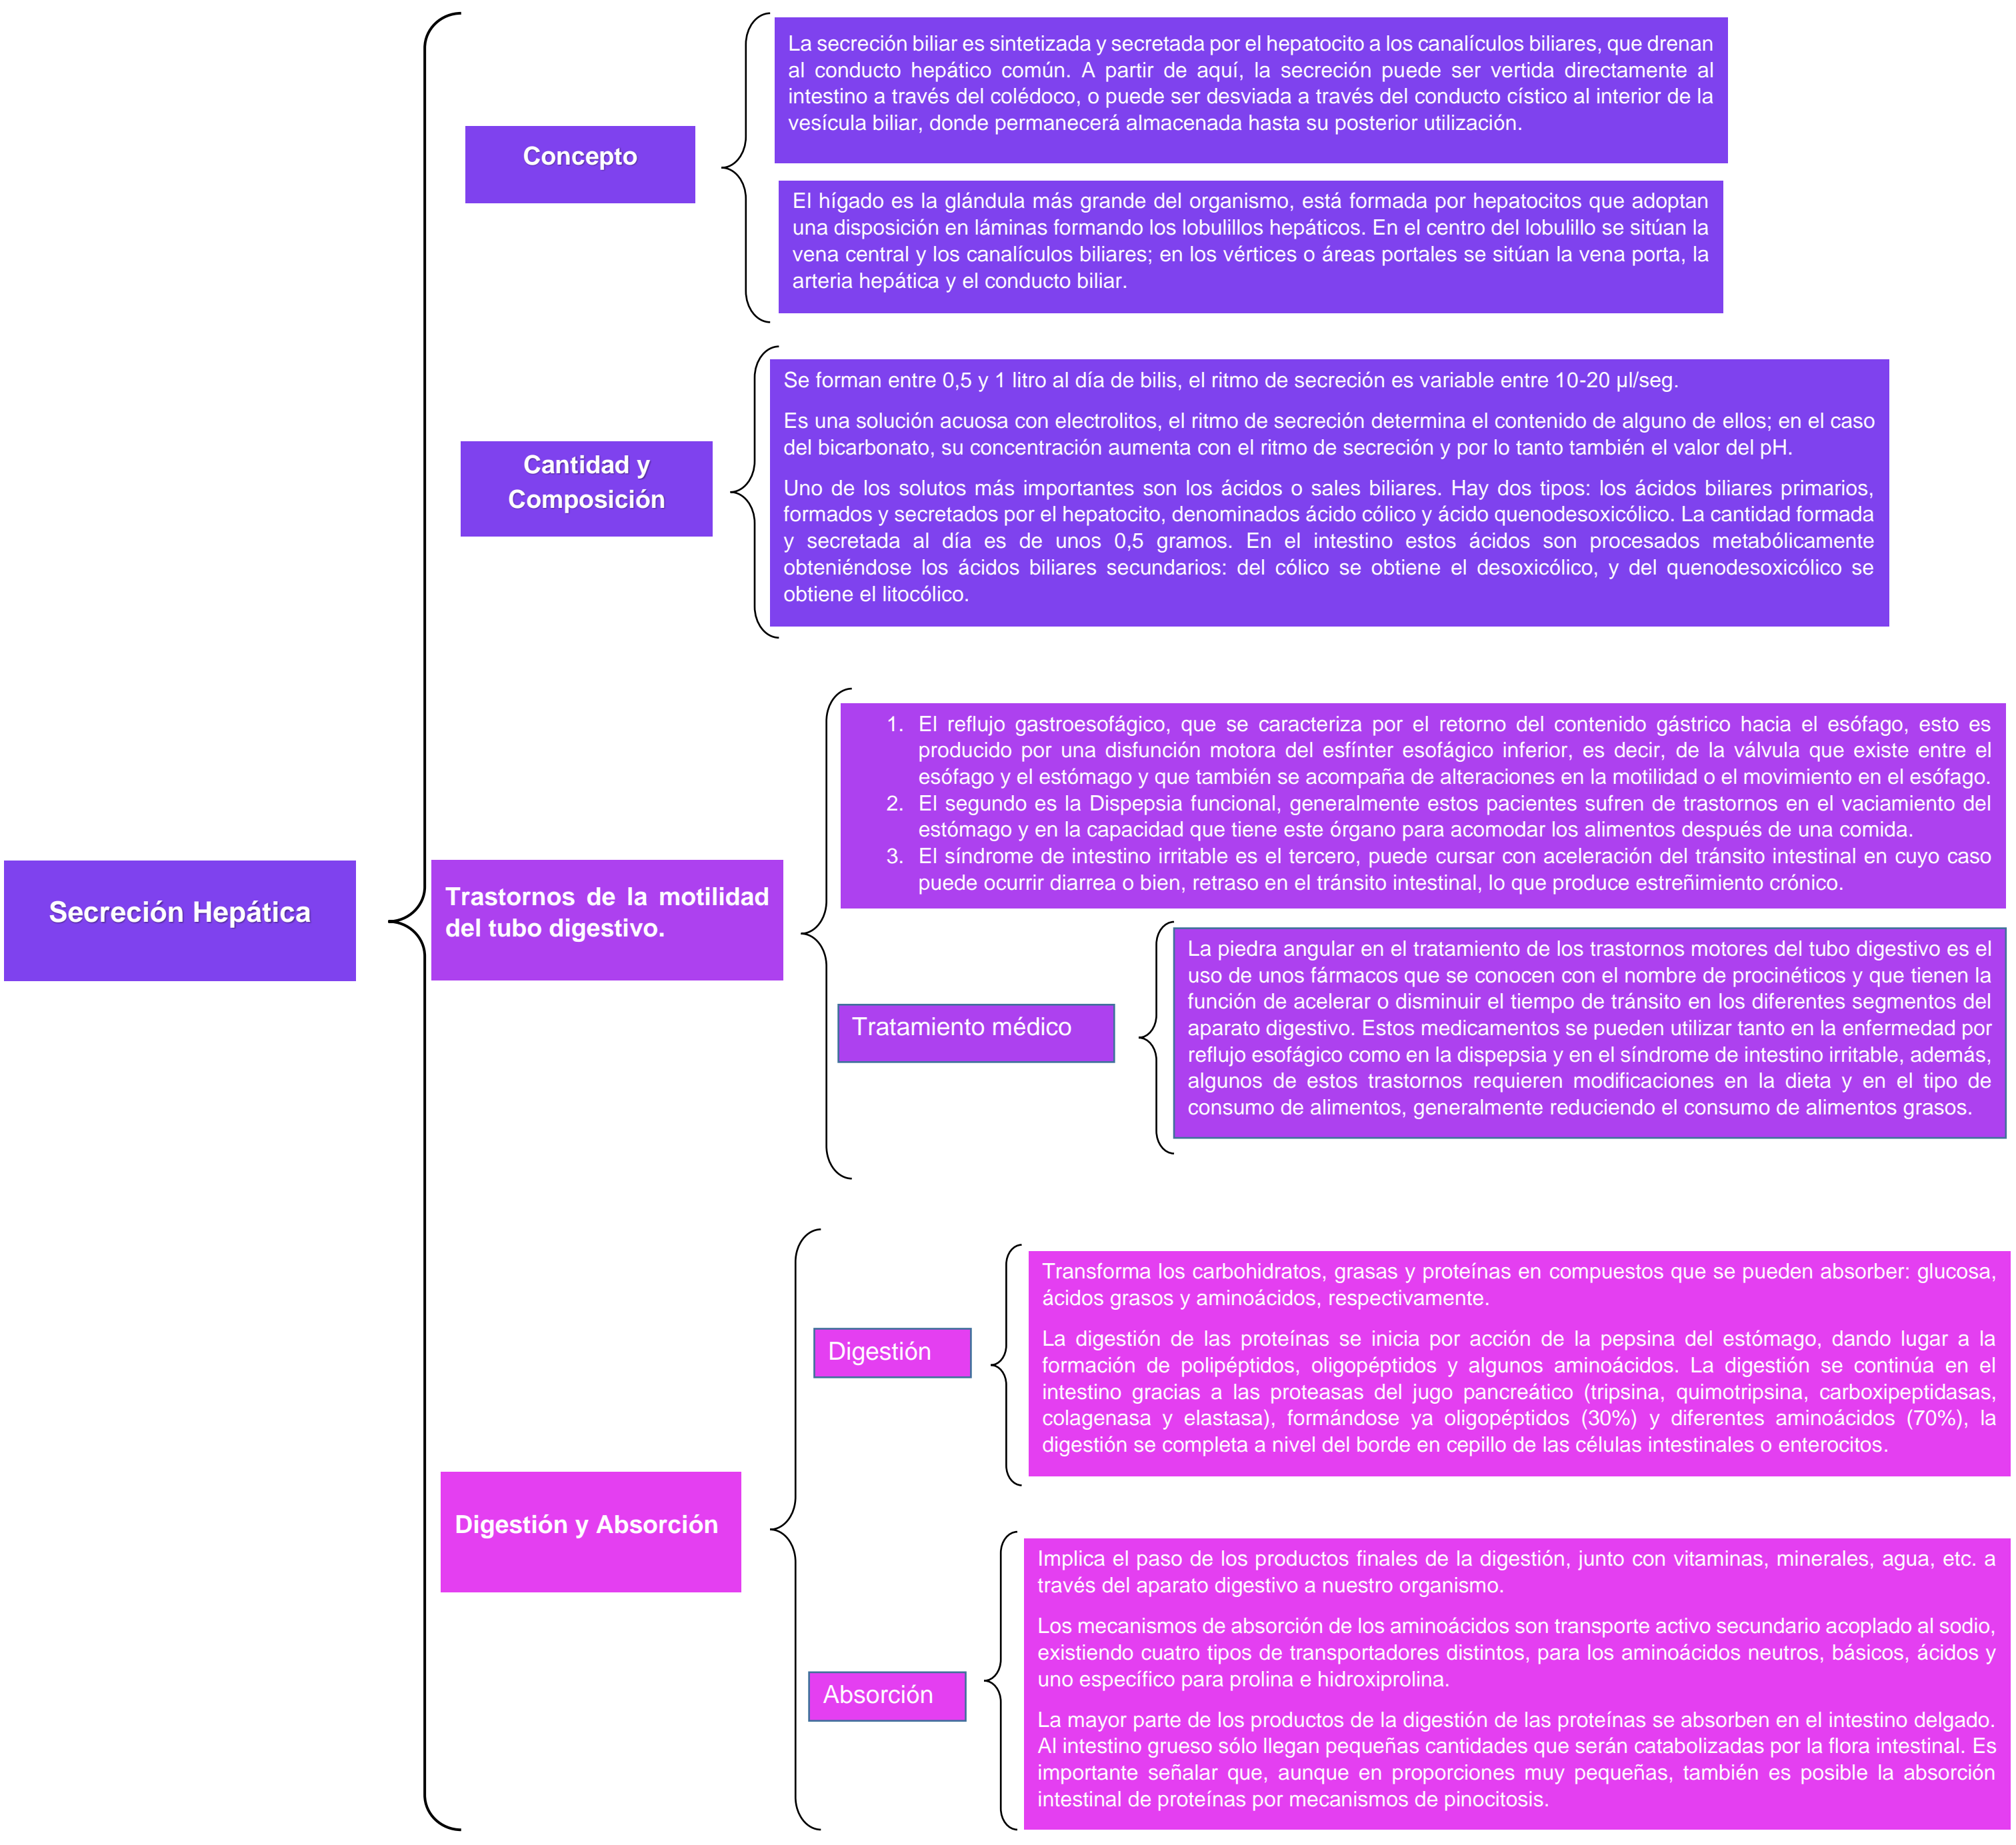 Secreción Hepática
Concepto
La secreción biliar es sintetizada y secretada por el hepatocito a los canalículos biliares, que drenan
al conducto hepático común. A partir de aquí, la secreción puede ser vertida directamente al
intestino a través del colédoco, o puede ser desviada a través del conducto cístico al interior de la
vesícula biliar, donde permanecerá almacenada hasta su posterior utilización.
El hígado es la glándula más grande del organismo, está formada por hepatocitos que adoptan
una disposición en láminas formando los lobulillos hepáticos. En el centro del lobulillo se sitúan la
vena central y los canalículos biliares; en los vértices o áreas portales se sitúan la vena porta, la
arteria hepática y el conducto biliar.
Cantidad y
Composición
Se forman entre 0,5 y 1 litro al día de bilis, el ritmo de secreción es variable entre 10-20 μl/seg.
Es una solución acuosa con electrolitos, el ritmo de secreción determina el contenido de alguno de ellos; en el caso
del bicarbonato, su concentración aumenta con el ritmo de secreción y por lo tanto también el valor del pH.
Uno de los solutos más importantes son los ácidos o sales biliares. Hay dos tipos: los ácidos biliares primarios,
formados y secretados por el hepatocito, denominados ácido cólico y ácido quenodesoxicólico. La cantidad formada
y secretada al día es de unos 0,5 gramos. En el intestino estos ácidos son procesados metabólicamente
obteniéndose los ácidos biliares secundarios: del cólico se obtiene el desoxicólico, y del quenodesoxicólico se
obtiene el litocólico.
Trastornos de la motilidad
del tubo digestivo.
1. El reflujo gastroesofágico, que se caracteriza por el retorno del contenido gástrico hacia el esófago, esto es
producido por una disfunción motora del esfínter esofágico inferior, es decir, de la válvula que existe entre el
esófago y el estómago y que también se acompaña de alteraciones en la motilidad o el movimiento en el esófago.
2. El segundo es la Dispepsia funcional, generalmente estos pacientes sufren de trastornos en el vaciamiento del
estómago y en la capacidad que tiene este órgano para acomodar los alimentos después de una comida.
3. El síndrome de intestino irritable es el tercero, puede cursar con aceleración del tránsito intestinal en cuyo caso
puede ocurrir diarrea o bien, retraso en el tránsito intestinal, lo que produce estreñimiento crónico.
Tratamiento médico
La piedra angular en el tratamiento de los trastornos motores del tubo digestivo es el
uso de unos fármacos que se conocen con el nombre de procinéticos y que tienen la
función de acelerar o disminuir el tiempo de tránsito en los diferentes segmentos del
aparato digestivo. Estos medicamentos se pueden utilizar tanto en la enfermedad por
reflujo esofágico como en la dispepsia y en el síndrome de intestino irritable, además,
algunos de estos trastornos requieren modificaciones en la dieta y en el tipo de
consumo de alimentos, generalmente reduciendo el consumo de alimentos grasos.
Digestión y Absorción
Digestión
Transforma los carbohidratos, grasas y proteínas en compuestos que se pueden absorber: glucosa,
ácidos grasos y aminoácidos, respectivamente.
La digestión de las proteínas se inicia por acción de la pepsina del estómago, dando lugar a la
formación de polipéptidos, oligopéptidos y algunos aminoácidos. La digestión se continúa en el
intestino gracias a las proteasas del jugo pancreático (tripsina, quimotripsina, carboxipeptidasas,
colagenasa y elastasa), formándose ya oligopéptidos (30%) y diferentes aminoácidos (70%), la
digestión se completa a nivel del borde en cepillo de las células intestinales o enterocitos.
Absorción
Implica el paso de los productos finales de la digestión, junto con vitaminas, minerales, agua, etc. a
través del aparato digestivo a nuestro organismo.
Los mecanismos de absorción de los aminoácidos son transporte activo secundario acoplado al sodio,
existiendo cuatro tipos de transportadores distintos, para los aminoácidos neutros, básicos, ácidos y
uno específico para prolina e hidroxiprolina.
La mayor parte de los productos de la digestión de las proteínas se absorben en el intestino delgado.
Al intestino grueso sólo llegan pequeñas cantidades que serán catabolizadas por la flora intestinal. Es
importante señalar que, aunque en proporciones muy pequeñas, también es posible la absorción
intestinal de proteínas por mecanismos de pinocitosis.